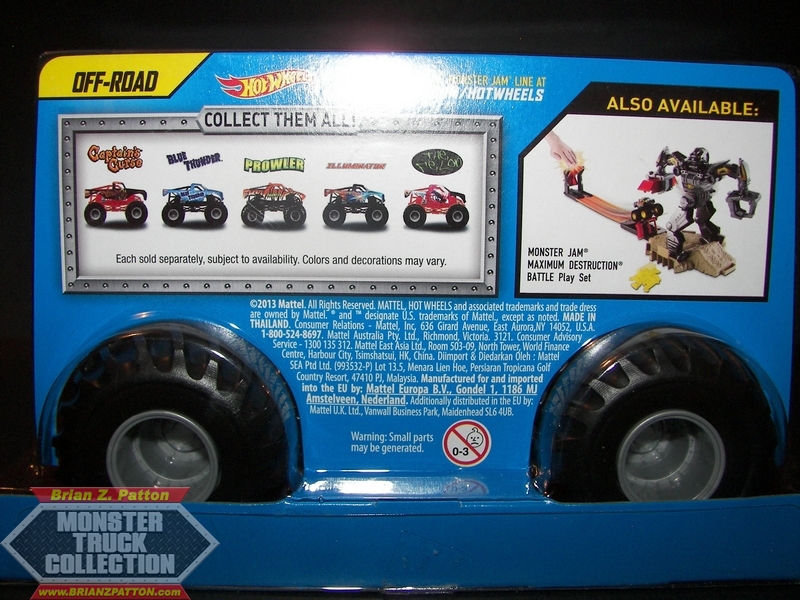 OFF-ROAD
HOT WHEELS
MONSTER JAM® LINE AT
/HOTWHEELS
COLLECT THEM ALL!
Captain's Curse
BLUE THUNDER
PROWLER
ILLUMINATOR
the Felon
Each sold separately, subject to availability. Colors and decorations may vary.
ALSO AVAILABLE:
MONSTER JAM®
MAXIMUM DESTRUCTION®
BATTLE Play Set
©2013 Mattel. All Rights Reserved. MATTEL, HOT WHEELS and associated trademarks and trade dress
are owned by Mattel. ® and ™ designate U.S. trademarks of Mattel, except as noted. MADE IN
THAILAND. Consumer Relations - Mattel, Inc, 636 Girard Avenue, East Aurora,NY 14052, U.S.A.
1-800-524-8697. Mattel Australia Pty. Ltd., Richmond, Victoria. 3121. Consumer Advisory
Service - 1300 135 312. Mattel East Asia Ltd., Room 503-09, North Tower, World Finance
Centre, Harbour City, Tsimshatsui, HK, China. Diimport & Diedarkan Oleh : Mattel
SEA Ptd Ltd. (993532-P) Lot 13.5, Menara Lien Hoe, Persiaran Tropicana Golf
Country Resort, 47410 PJ, Malaysia. Manufactured for and imported
into the EU by: Mattel Europa B.V., Gondel 1, 1186 MJ
Amstelveen, Nederland. Additionally distributed in the EU by:
Mattel U.K. Ltd., Vanwall Business Park, Maidenhead SL6 4UB.
Warning: Small parts
may be generated.
0-3
Brian Z. Patton
MONSTER
TRUCK
COLLECTION
www.BRIANZPATTON.com